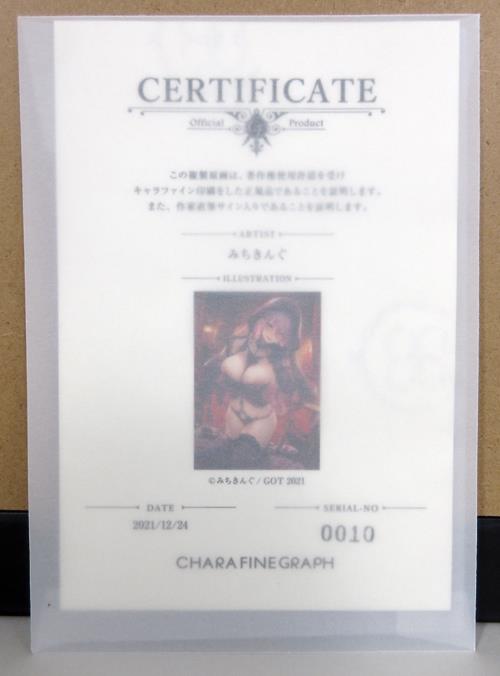 CERTIFICATE
Official Product
この複製原画は、著作権使用許諾を受け
キャラファイン印刷をした正規品であることを証明します。
また、作家直筆サイン入りであることを証明します。
ARTIST
みちきんぐ
ILLUSTRATION
©みちきんぐ/ GOT 2021
DATE
2021/12/24
SERIAL-NO
0010
CHARAFINEGRAPH